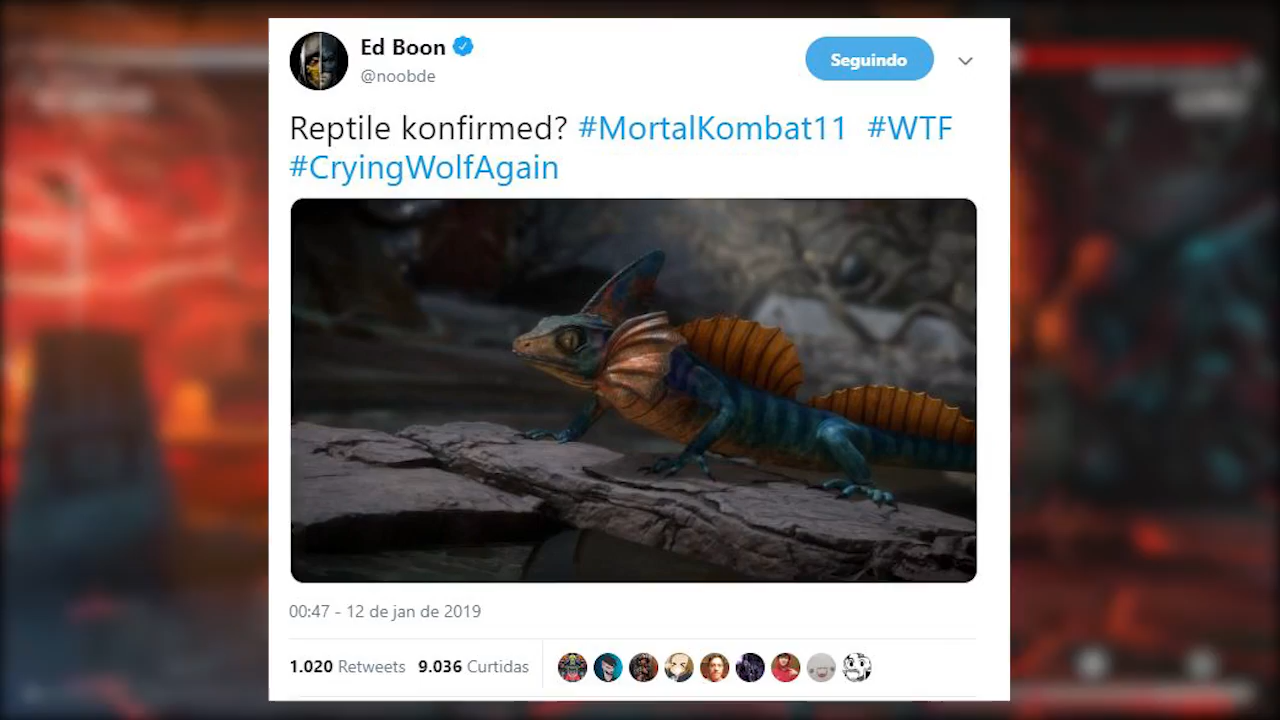 Ed Boon
@noobde
Seguindo
Reptile konfirmed? #MortalKombat11 #WTF
#CryingWolfAgain
00:47 - 12 de jan de 2019
1.020 Retweets 9.036 Curtidas